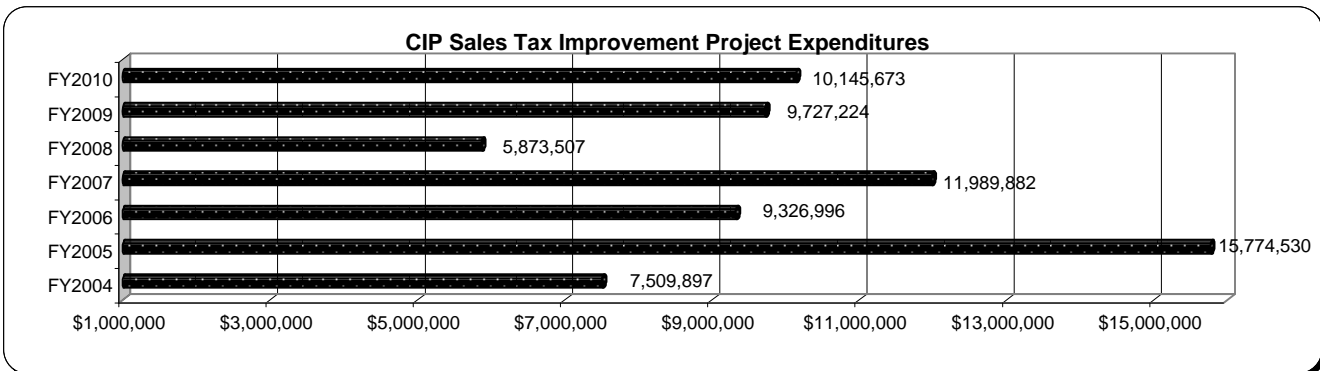 CIP Sales Tax Improvement Project Expenditures
FY2010 10,145,673
FY2009 9,727,224
FY2008 5,873,507
FY2007 11,989,882
FY2006 9,326,996
FY2005 15,774,530
FY2004 7,509,897
$1,000,000 $3,000,000 $5,000,000 $7,000,000 $9,000,000 $11,000,000 $13,000,000 $15,000,000